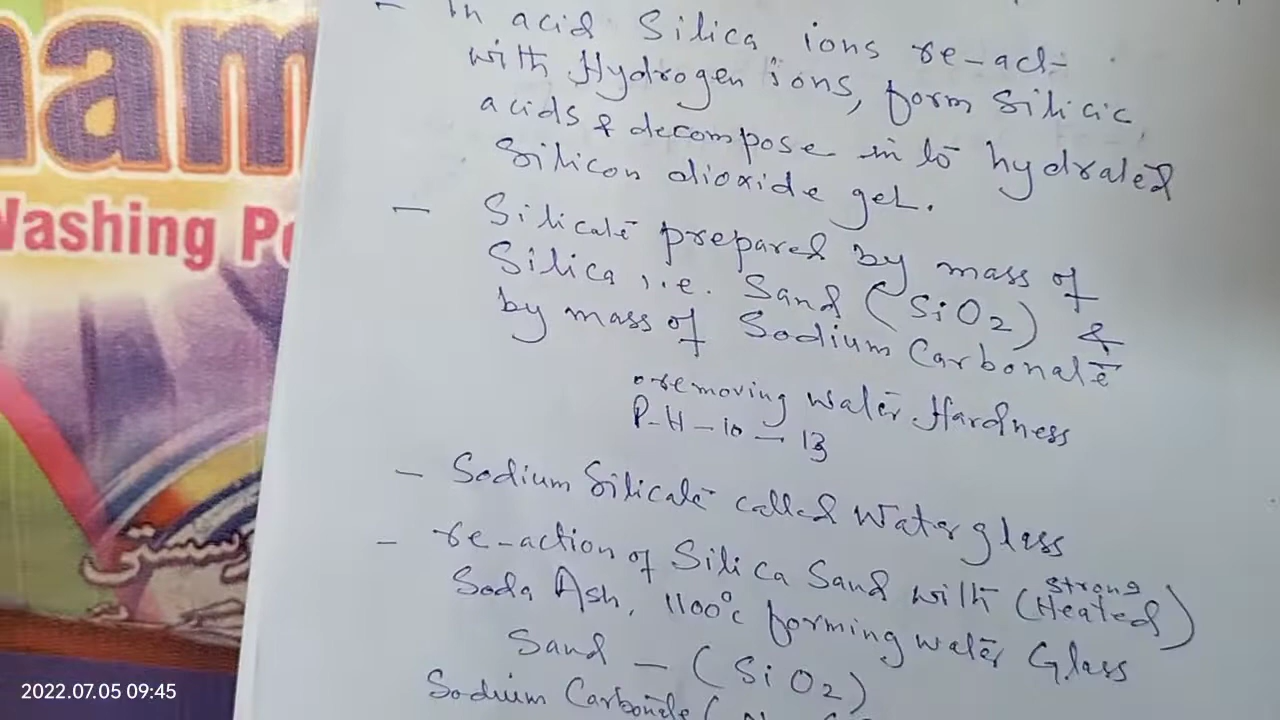 nam
Washing Po
- In acid Silica ions re-act
with Hydrogen ions, form Silicic
acids & decompose in to hydrated
Silicon dioxide gel.
- Silicate prepared by mass of
Silica i.e. Sand (SiO2) &
by mass of Sodium Carbonate
removing water Hardness
P-H - 10 - 13
- Sodium Silicate called Water glass
- re-action of Silica Sand with (strong Heated)
Soda Ash, 1100°c forming water Glass
Sand - (SiO2)
Sodium Carbonate (
2022.07.05 09:45